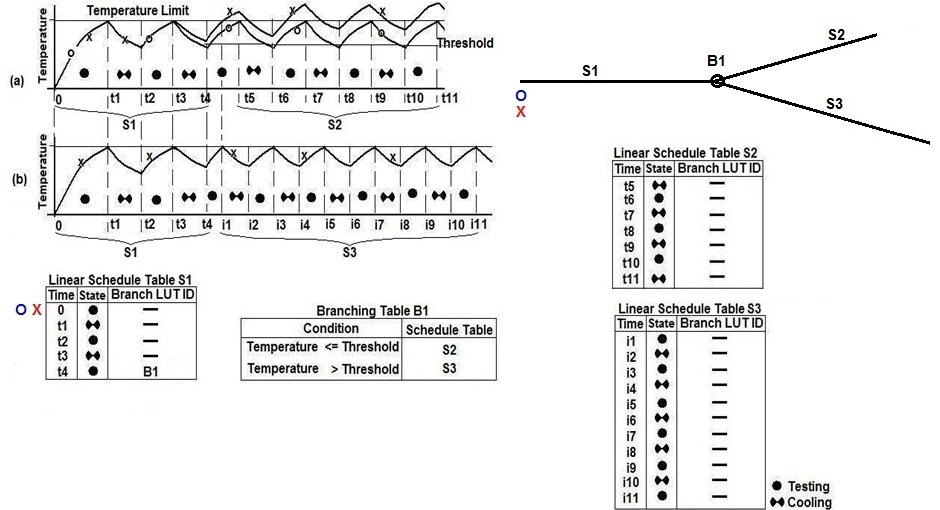 Temperature Limit
Temperature
Threshold
(a)
0 t1 t2 t3 t4 t5 t6 t7 t8 t9 t10 t11
S1 S2
x x o o x o x o x o
Temperature
(b)
x x x x x
0 t1 t2 t3 t4 i1 i2 i3 i4 i5 i6 i7 i8 i9 i10 i11
S1 S3
S1 B1 S2 S3
O
X
Linear Schedule Table S1
Time State Branch LUT ID
O X 0 —
t1 —
t2 —
t3 —
t4 B1
Branching Table B1
Condition Schedule Table
Temperature <= Threshold S2
Temperature > Threshold S3
Linear Schedule Table S2
Time State Branch LUT ID
t5 —
t6 —
t7 —
t8 —
t9 —
t10 —
t11 —
Linear Schedule Table S3
Time State Branch LUT ID
i1 —
i2 —
i3 —
i4 —
i5 —
i6 —
i7 —
i8 —
i9 —
i10 —
i11 —
Testing
Cooling